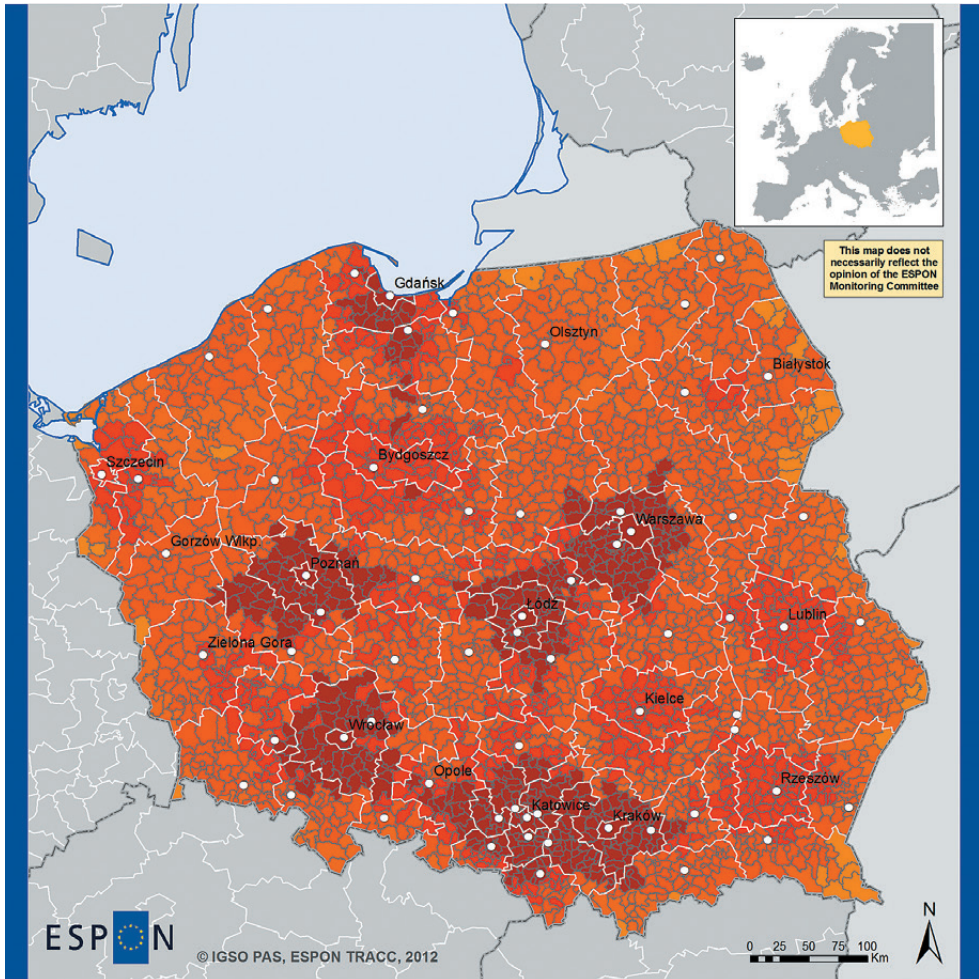 This map does not
necessarily reflect the
opinion of the ESPON
Monitoring Committee
Gdańsk
Olsztyn
Białystok
Szczecin
Bydgoszcz
Warszawa
Gorzów Wlkp.
Poznań
Łódź
Lublin
Zielona Góra
Kielce
Wrocław
Opole
Rzeszów
Katowice
Kraków
N
ESPON
© IGSO PAS, ESPON TRACC, 2012
0 25 50 75 100
Km